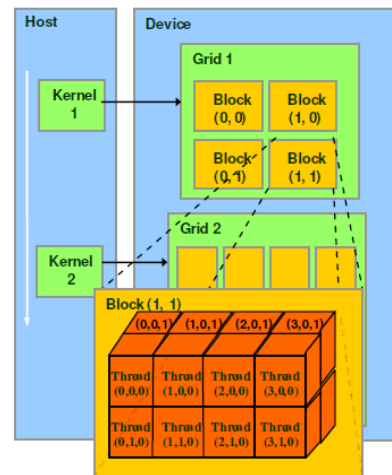 Host
Device
Grid 1
Kernel
1
Block
(0, 0)
Block
(1, 0)
Block
(0, 1)
Block
(1, 1)
Grid 2
Kernel
2
Block (1, 1)
(0,0,1)
(1,0,1)
(2,0,1)
(3,0,1)
Thread
(0,0,0)
Thread
(1,0,0)
Thread
(2,0,0)
Thread
(3,0,0)
Thread
(0,1,0)
Thread
(1,1,0)
Thread
(2,1,0)
Thread
(3,1,0)